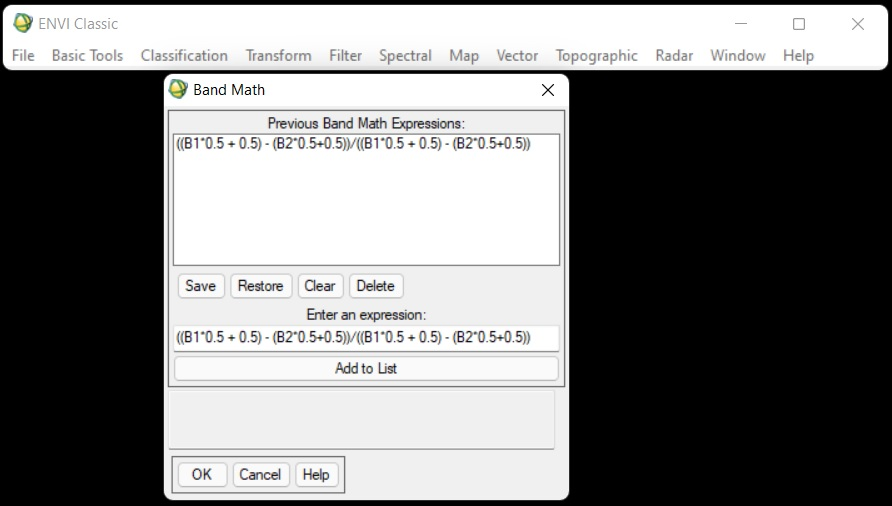 ENVI Classic
File Basic Tools Classification Transform Filter Spectral Map Vector Topographic Radar Window Help
Band Math
Previous Band Math Expressions:
((B1*0.5 + 0.5) - (B2*0.5+0.5))/((B1*0.5 + 0.5) - (B2*0.5+0.5))
Save Restore Clear Delete
Enter an expression:
((B1*0.5 + 0.5) - (B2*0.5+0.5))/((B1*0.5 + 0.5) - (B2*0.5+0.5))
Add to List
OK Cancel Help